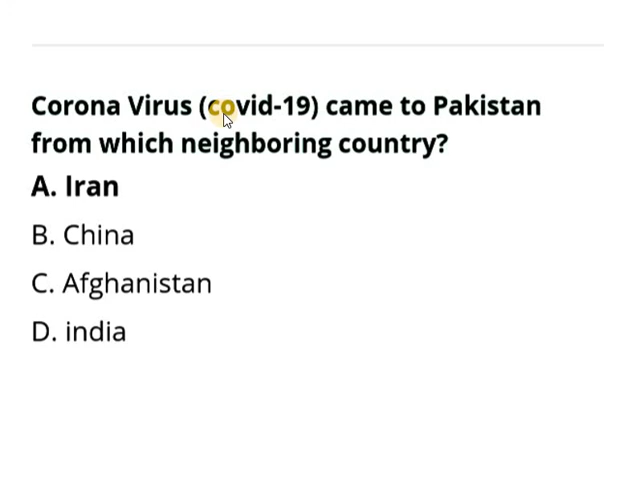 Corona Virus (covid-19) came to Pakistan
from which neighboring country?
A. Iran
B. China
C. Afghanistan
D. india